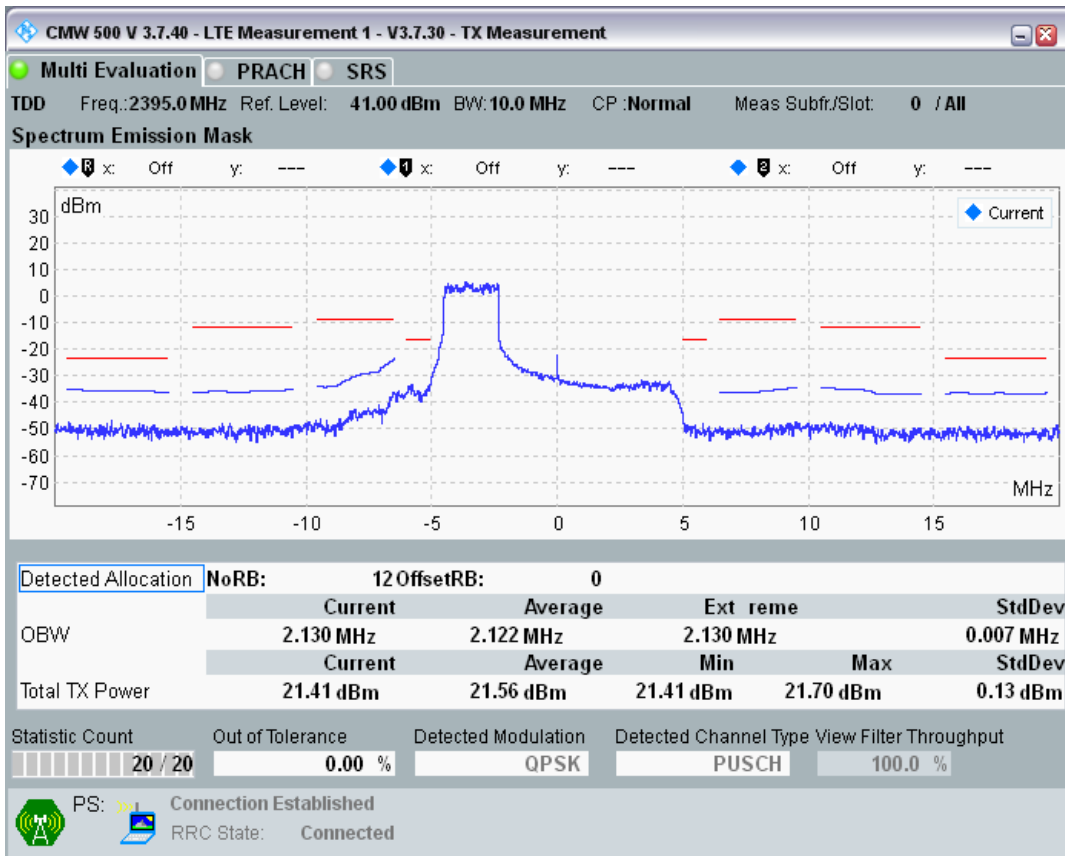 CMW 500 V 3.7.40 - LTE Measurement 1 - V3.7.30 - TX Measurement
Multi Evaluation PRACH SRS
TDD Freq.:2395.0 MHz Ref. Level: 41.00 dBm BW:10.0 MHz CP :Normal Meas Subfr./Slot: 0 / All
Spectrum Emission Mask
R x: Off y: --- 1 x: Off y: --- 2 x: Off y: ---
dBm
Current
30
20
10
0
-10
-20
-30
-40
-50
-60
-70
MHz
-15 -10 -5 0 5 10 15
Detected Allocation NoRB: 12 OffsetRB: 0
Current Average Ext reme StdDev
OBW 2.130 MHz 2.122 MHz 2.130 MHz 0.007 MHz
Current Average Min Max StdDev
Total TX Power 21.41 dBm 21.56 dBm 21.41 dBm 21.70 dBm 0.13 dBm
Statistic Count Out of Tolerance Detected Modulation Detected Channel Type View Filter Throughput
20 / 20 0.00 % QPSK PUSCH 100.0 %
PS: Connection Established
RRC State: Connected